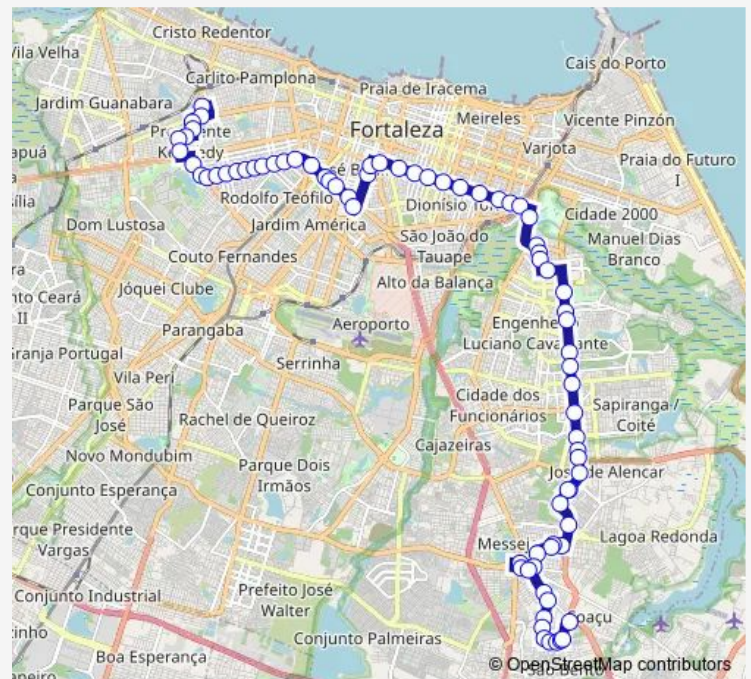 Cristo Redentor
Vila Velha
Cais do Porto
Carlito Pamplona
Praia de Iracema
Jardim Guanabara
Meireles
Vicente Pinzón
Fortaleza
Varjota
Praia do Futuro
I
Rodolfo Teófilo
Dionísio
Cidade 2000
Dom Lustosa
Jardim América
São João do
Tauape
Manuel Dias
Branco
Couto Fernandes
Alto da Balança
Jóquei Clube
II
Parangaba
Aeroporto
Luciano
Granja Portugal
Serrinha
Vila Peri
Cidade dos
Funcionários
Parque São
José
Sapiranga /
Coité
Rachel de Queiroz
Cajazeiras
Novo Mondubim
Parque Dois
Irmãos
de Alencar
Conjunto Esperança
Presidente
Vargas
Lagoa Redonda
Conjunto Industrial
Prefeito José
Walter
Conjunto Palmeiras
Boa Esperança
© OpenStreetMap contributors